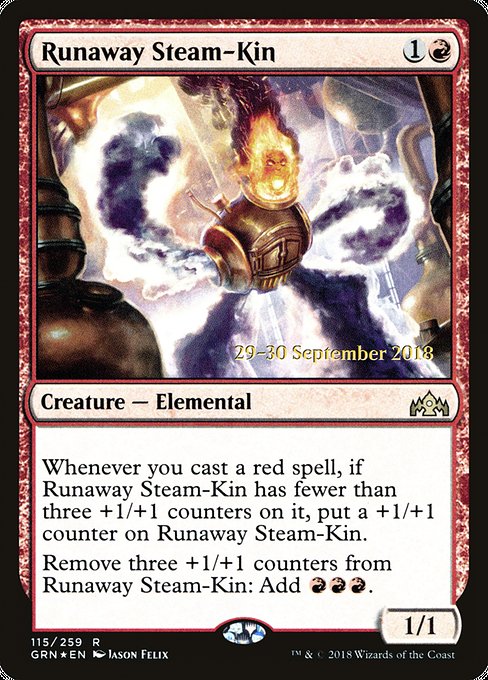 Runaway Steam-Kin 1
29–30 September 2018
Creature — Elemental
Whenever you cast a red spell, if
Runaway Steam-Kin has fewer than
three +1/+1 counters on it, put a +1/+1
counter on Runaway Steam-Kin.
Remove three +1/+1 counters from
Runaway Steam-Kin: Add .
1/1
115/259 R
GRN★EN Jason Felix
™ & © 2018 Wizards of the Coast